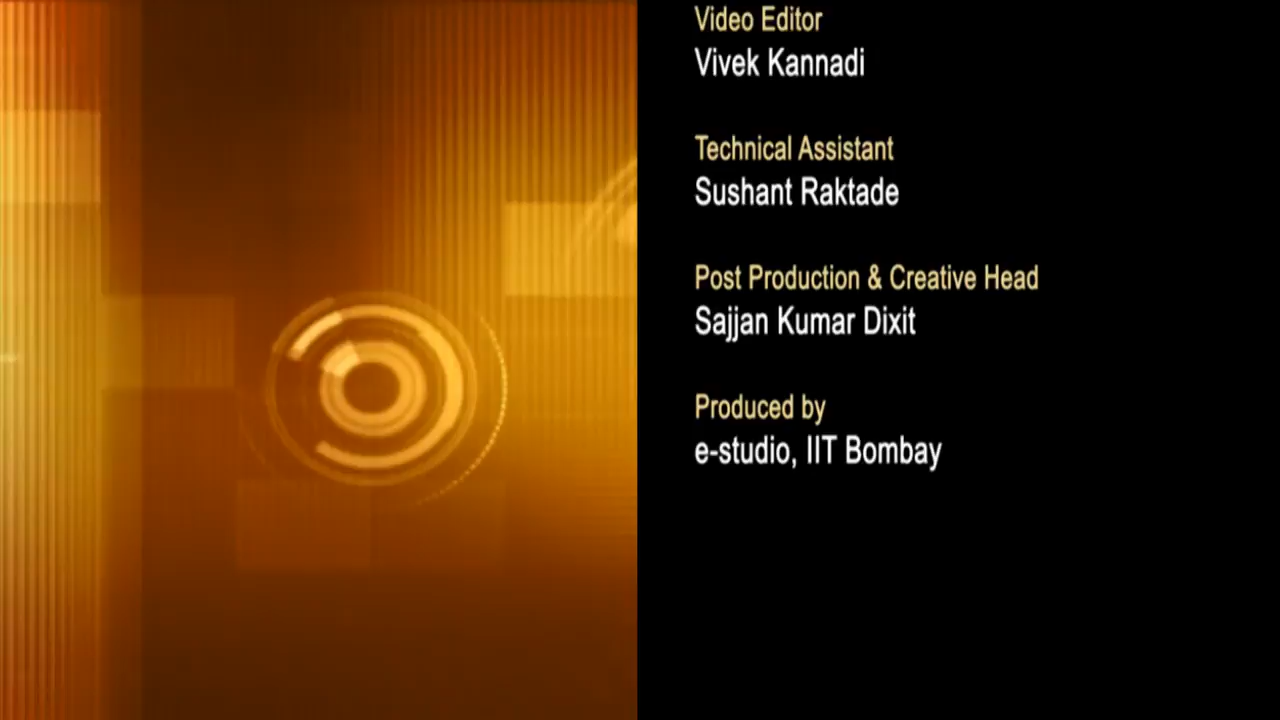 Video Editor
Vivek Kannadi
Technical Assistant
Sushant Raktade
Post Production & Creative Head
Sajjan Kumar Dixit
Produced by
e-studio, IIT Bombay